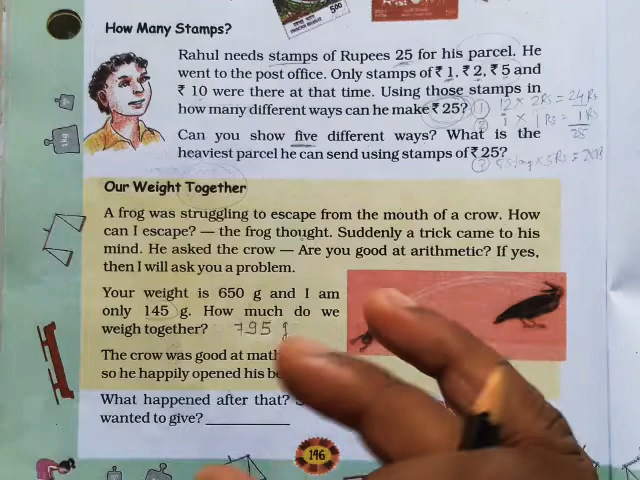 500
How Many Stamps?
Rahul needs stamps of Rupees 25 for his parcel. He
went to the post office. Only stamps of ₹ 1, ₹ 2, ₹ 5 and
₹ 10 were there at that time. Using those stamps in
how many different ways can he make ₹ 25? ① 12 × 2Rs = 24Rs
1 × 1Rs = 1Rs
25
Can you show five different ways? What is the
heaviest parcel he can send using stamps of ₹ 25?
1kg
Our Weight Together
A frog was struggling to escape from the mouth of a crow. How
can I escape? — the frog thought. Suddenly a trick came to his
mind. He asked the crow — Are you good at arithmetic? If yes,
then I will ask you a problem.
Your weight is 650 g and I am
only 145 g. How much do we
weigh together? 795 g
The crow was good at math
so he happily opened his be
What happened after that?
wanted to give?
146